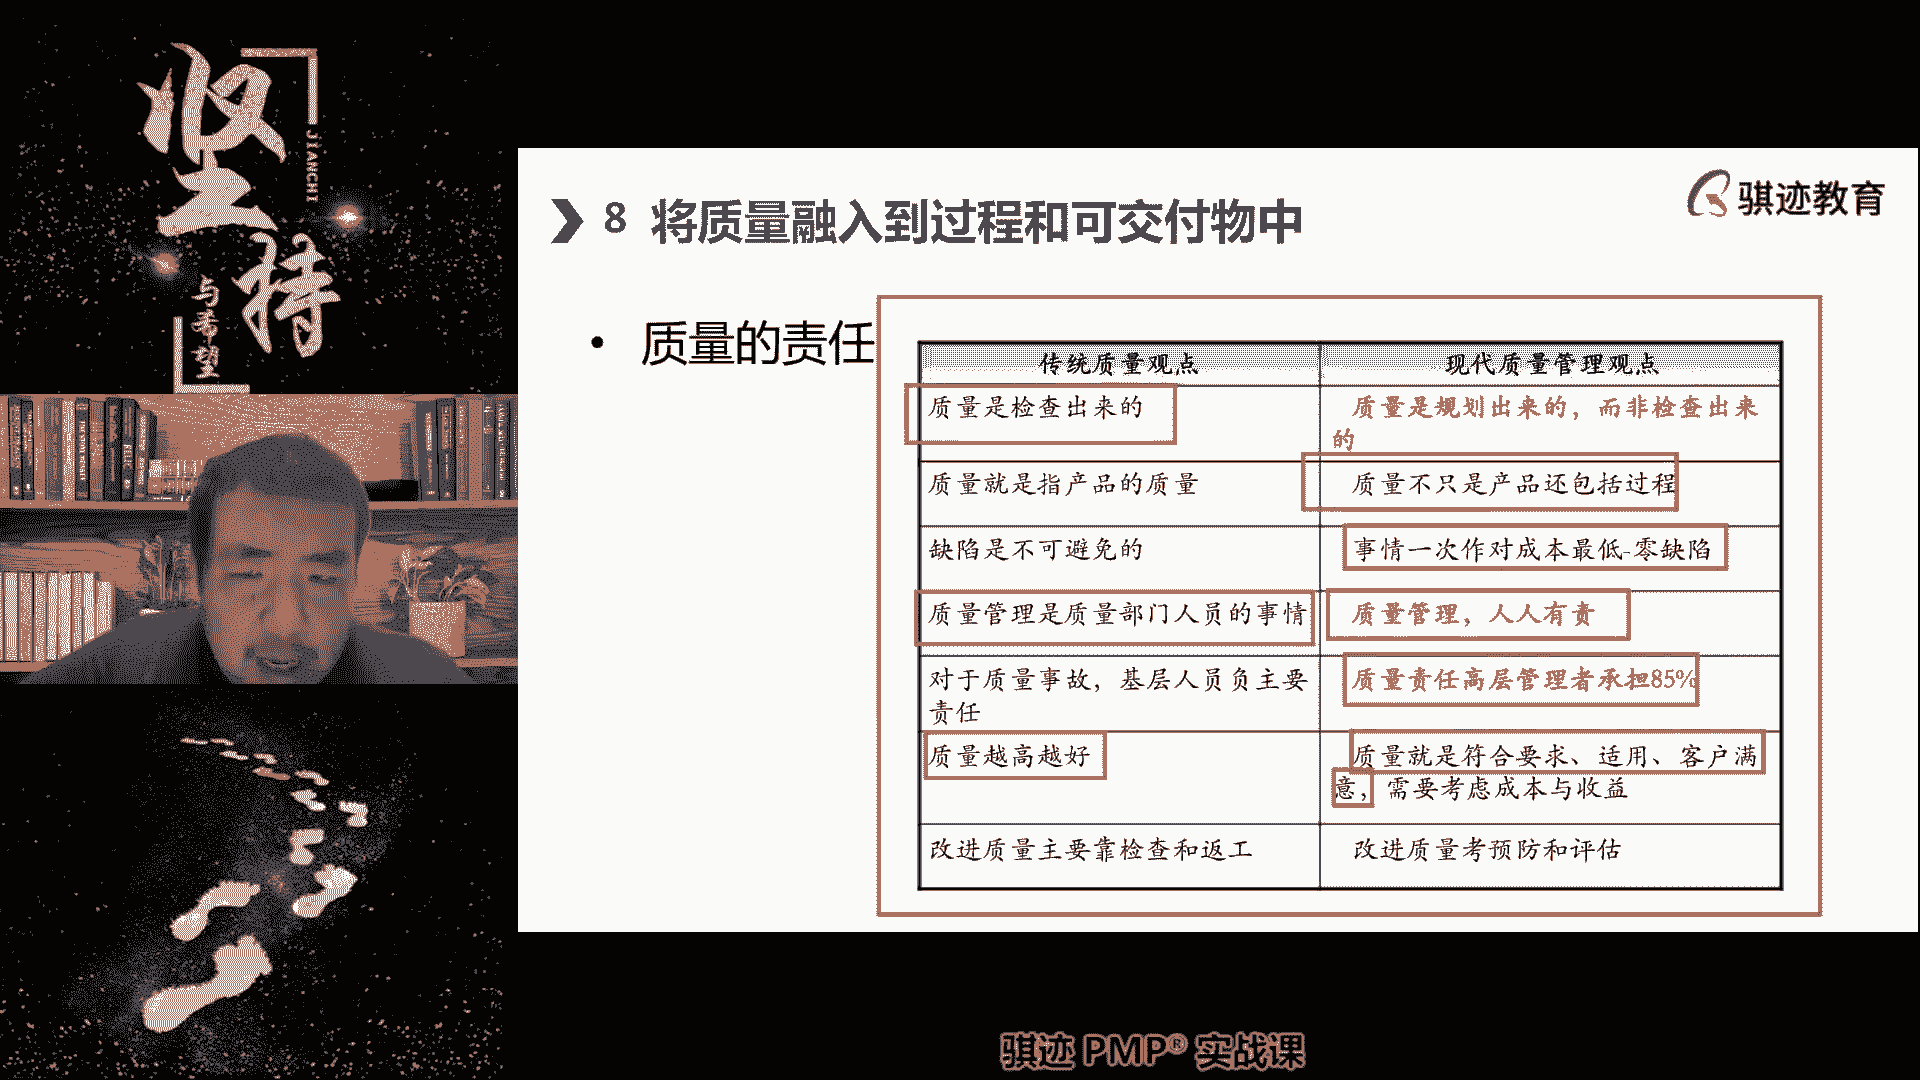 坚持
JIANCHI
与希望
8 将质量融入到过程和可交付物中
骐迹教育
• 质量的责任
传统质量观点
现代质量管理观点
质量是检查出来的
质量是规划出来的，而非检查出来
的
质量就是指产品的质量
质量不只是产品还包括过程
缺陷是不可避免的
事情一次作对成本最低-零缺陷
质量管理是质量部门人员的事情
质量管理，人人有责
对于质量事故，基层人员负主要
责任
质量责任高层管理者承担85%
质量越高越好
质量就是符合要求、适用、客户满
意，需要考虑成本与收益
改进质量主要靠检查和返工
改进质量考预防和评估
骐迹 PMP® 实战课